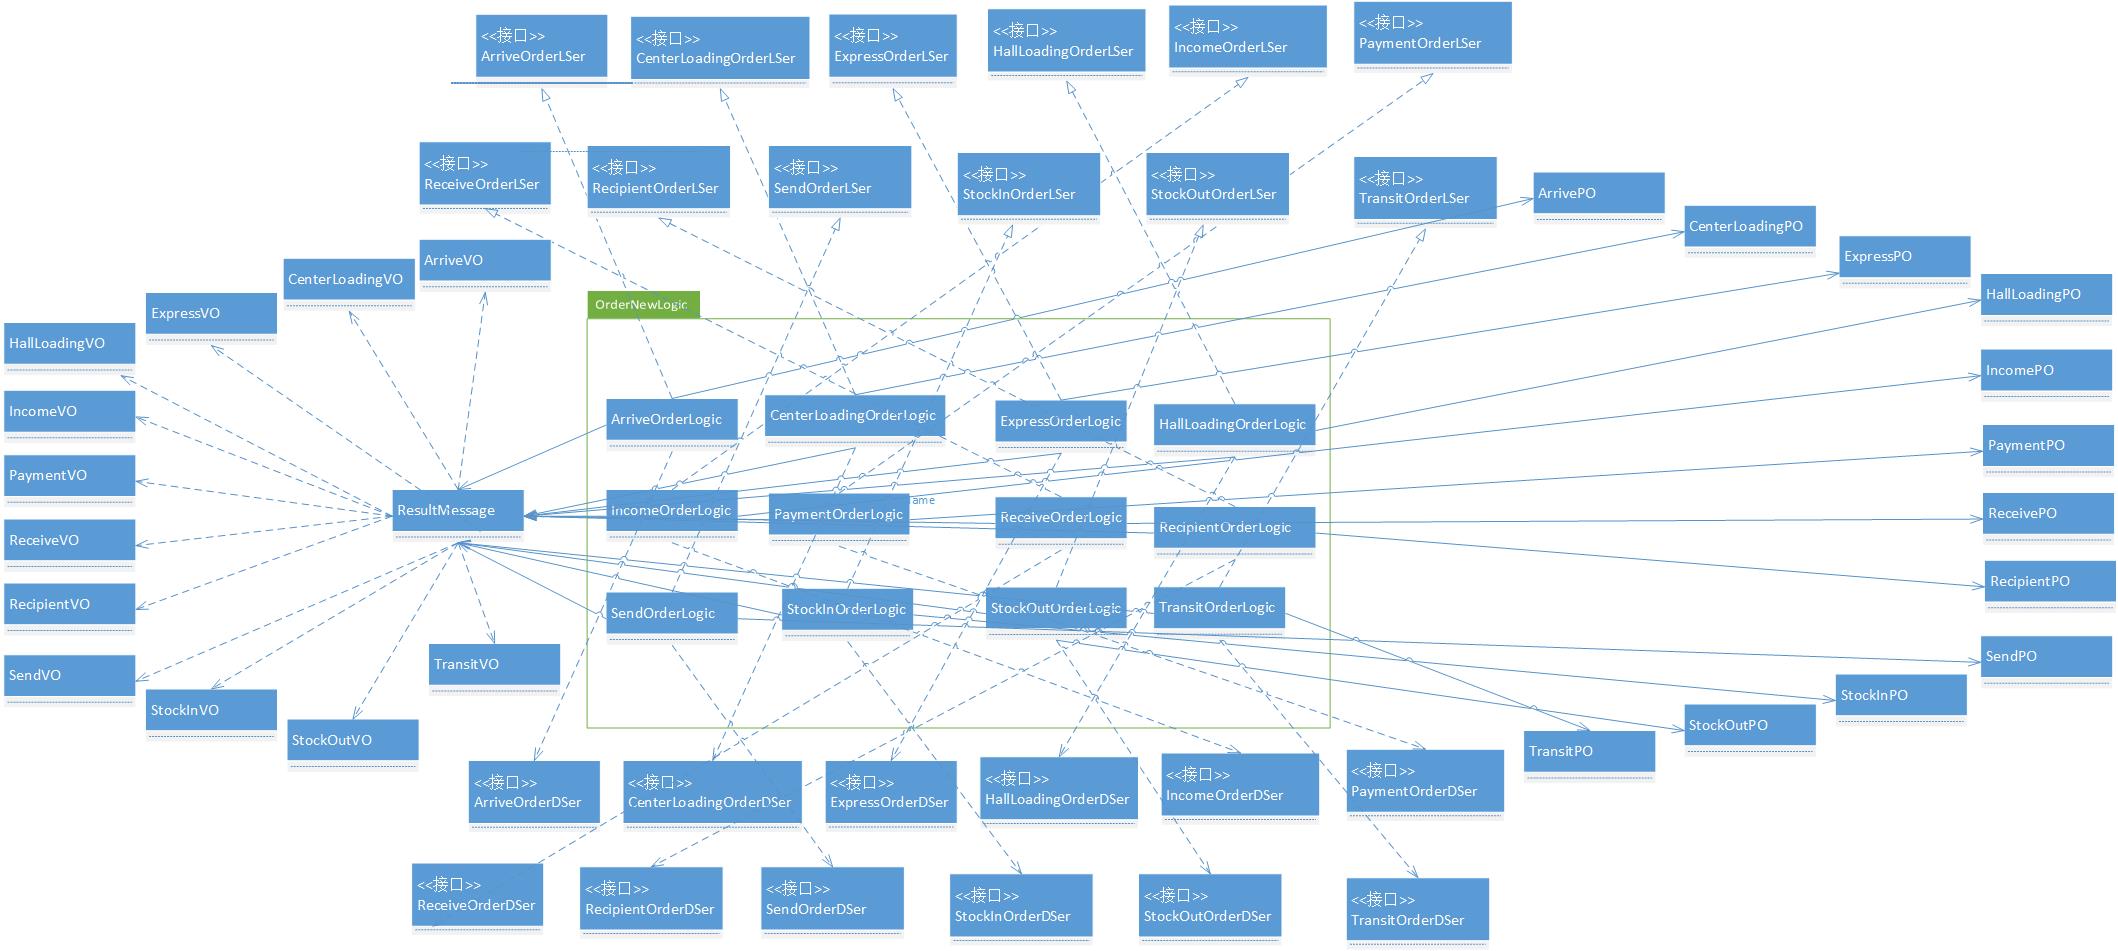 <<接口>>
ArriveOrderLSer
<<接口>>
CenterLoadingOrderLSer
<<接口>>
ExpressOrderLSer
<<接口>>
HallLoadingOrderLSer
<<接口>>
IncomeOrderLSer
<<接口>>
PaymentOrderLSer
<<接口>>
ReceiveOrderLSer
<<接口>>
RecipientOrderLSer
<<接口>>
SendOrderLSer
<<接口>>
StockInOrderLSer
<<接口>>
StockOutOrderLSer
<<接口>>
TransitOrderLSer
ArrivePO
CenterLoadingPO
ExpressPO
HallLoadingPO
IncomePO
PaymentPO
ReceivePO
RecipientPO
SendPO
StockInPO
StockOutPO
TransitPO
ArriveVO
CenterLoadingVO
ExpressVO
HallLoadingVO
IncomeVO
PaymentVO
ReceiveVO
RecipientVO
SendVO
StockInVO
StockOutVO
TransitVO
ResultMessage
OrderNewLogic
ArriveOrderLogic
CenterLoadingOrderLogic
ExpressOrderLogic
HallLoadingOrderLogic
IncomeOrderLogic
PaymentOrderLogic
ame
ReceiveOrderLogic
RecipientOrderLogic
SendOrderLogic
StockInOrderLogic
StockOutOrderLogic
TransitOrderLogic
<<接口>>
ArriveOrderDSer
<<接口>>
CenterLoadingOrderDSer
<<接口>>
ExpressOrderDSer
<<接口>>
HallLoadingOrderDSer
<<接口>>
IncomeOrderDSer
<<接口>>
PaymentOrderDSer
<<接口>>
ReceiveOrderDSer
<<接口>>
RecipientOrderDSer
<<接口>>
SendOrderDSer
<<接口>>
StockInOrderDSer
<<接口>>
StockOutOrderDSer
<<接口>>
TransitOrderDSer